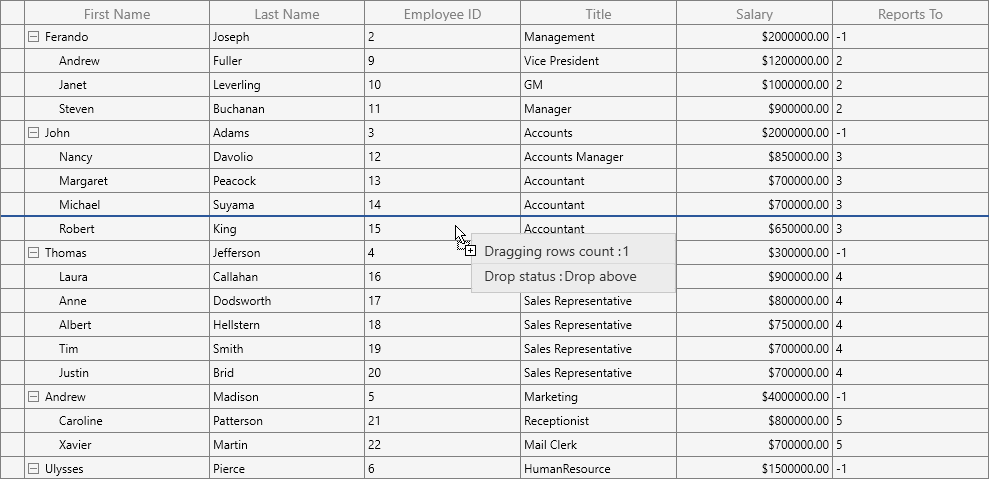 First Name Last Name Employee ID Title Salary Reports To
Ferando Joseph 2 Management $2000000.00 -1
Andrew Fuller 9 Vice President $1200000.00 2
Janet Leverling 10 GM $1000000.00 2
Steven Buchanan 11 Manager $900000.00 2
John Adams 3 Accounts $2000000.00 -1
Nancy Davolio 12 Accounts Manager $850000.00 3
Margaret Peacock 13 Accountant $700000.00 3
Michael Suyama 14 Accountant $700000.00 3
Robert King 15 Accountant $650000.00 3
Thomas Jefferson 4 $300000.00 -1
Dragging rows count :1
Laura Callahan 16 $900000.00 4
Drop status :Drop above
Anne Dodsworth 17 Sales Representative $800000.00 4
Albert Hellstern 18 Sales Representative $750000.00 4
Tim Smith 19 Sales Representative $700000.00 4
Justin Brid 20 Sales Representative $700000.00 4
Andrew Madison 5 Marketing $4000000.00 -1
Caroline Patterson 21 Receptionist $800000.00 5
Xavier Martin 22 Mail Clerk $700000.00 5
Ulysses Pierce 6 HumanResource $1500000.00 -1